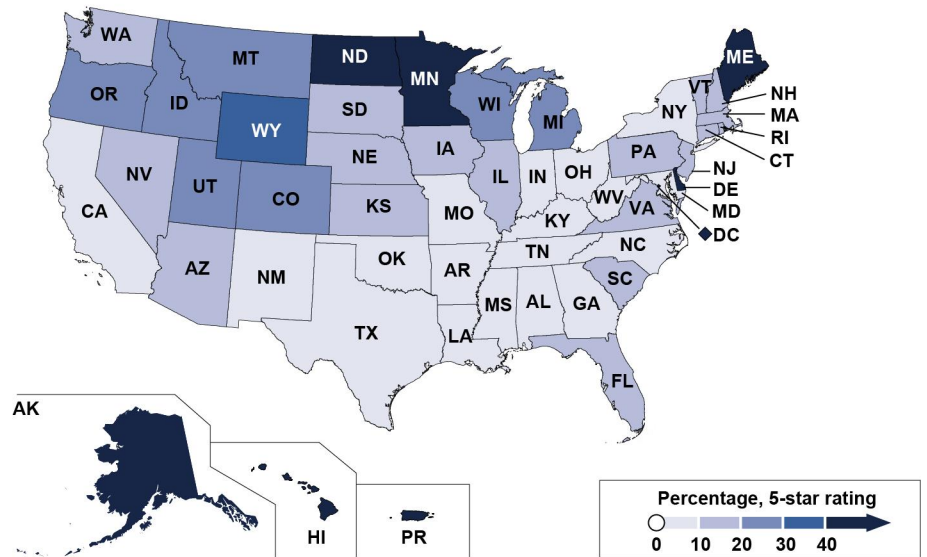 WA
MT
ND
MN
ME
VT
NH
OR
ID
WY
SD
WI
MI
NY
MA
RI
CT
NV
UT
CO
NE
IA
IL
IN
OH
PA
NJ
DE
MD
DC
CA
KS
MO
KY
WV
VA
AZ
NM
OK
AR
TN
NC
SC
TX
LA
MS
AL
GA
FL
AK
HI
PR
Percentage, 5-star rating
0 10 20 30 40